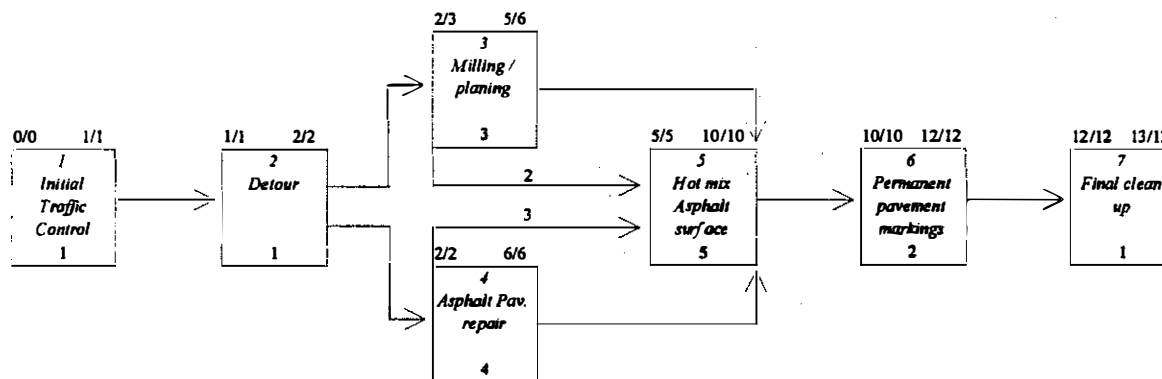 2/3 5/6
3
Milling /
planing
3
0/0 1/1
1
Initial
Traffic
Control
1
1/1 2/2
2
Detour
1
2
3
2/2 6/6
4
Asphalt Pav.
repair
4
5/5 10/10
5
Hot mix
Asphalt
surface
5
10/10 12/12
6
Permanent
pavement
markings
2
12/12
7
Final clean
up
1